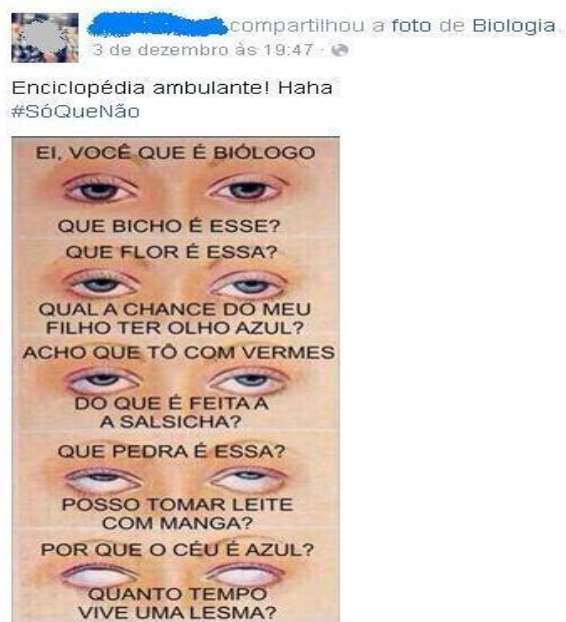 compartilhou a foto de Biologia.
3 de dezembro às 19:47 ·
Enciclopédia ambulante! Haha
#SóQueNão
EI, VOCÊ QUE É BIÓLOGO
QUE BICHO É ESSE?
QUE FLOR É ESSA?
QUAL A CHANCE DO MEU
FILHO TER OLHO AZUL?
ACHO QUE TÔ COM VERMES
DO QUE É FEITA A
A SALSICHA?
QUE PEDRA É ESSA?
POSSO TOMAR LEITE
COM MANGA?
POR QUE O CÉU É AZUL?
QUANTO TEMPO
VIVE UMA LESMA?